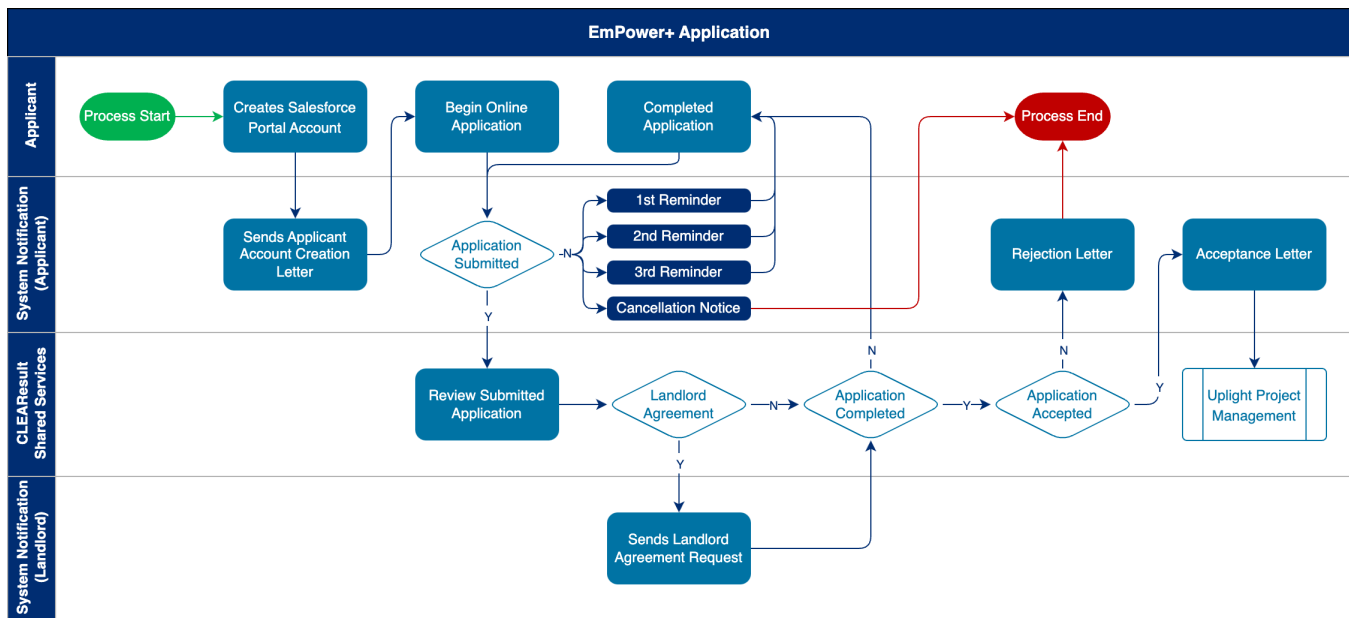 EmPower+ Application
Applicant
Process Start
Creates Salesforce
Portal Account
Begin Online
Application
Completed
Application
Process End
System Notification
(Applicant)
Sends Applicant
Account Creation
Letter
Application
Submitted
N
1st Reminder
2nd Reminder
3rd Reminder
Cancellation Notice
Rejection Letter
Acceptance Letter
Y
CLEAResult
Shared Services
Review Submitted
Application
Landlord
Agreement
N
Application
Completed
N
Y
Application
Accepted
N
Y
Uplight Project
Management
Y
System Notification
(Landlord)
Sends Landlord
Agreement Request